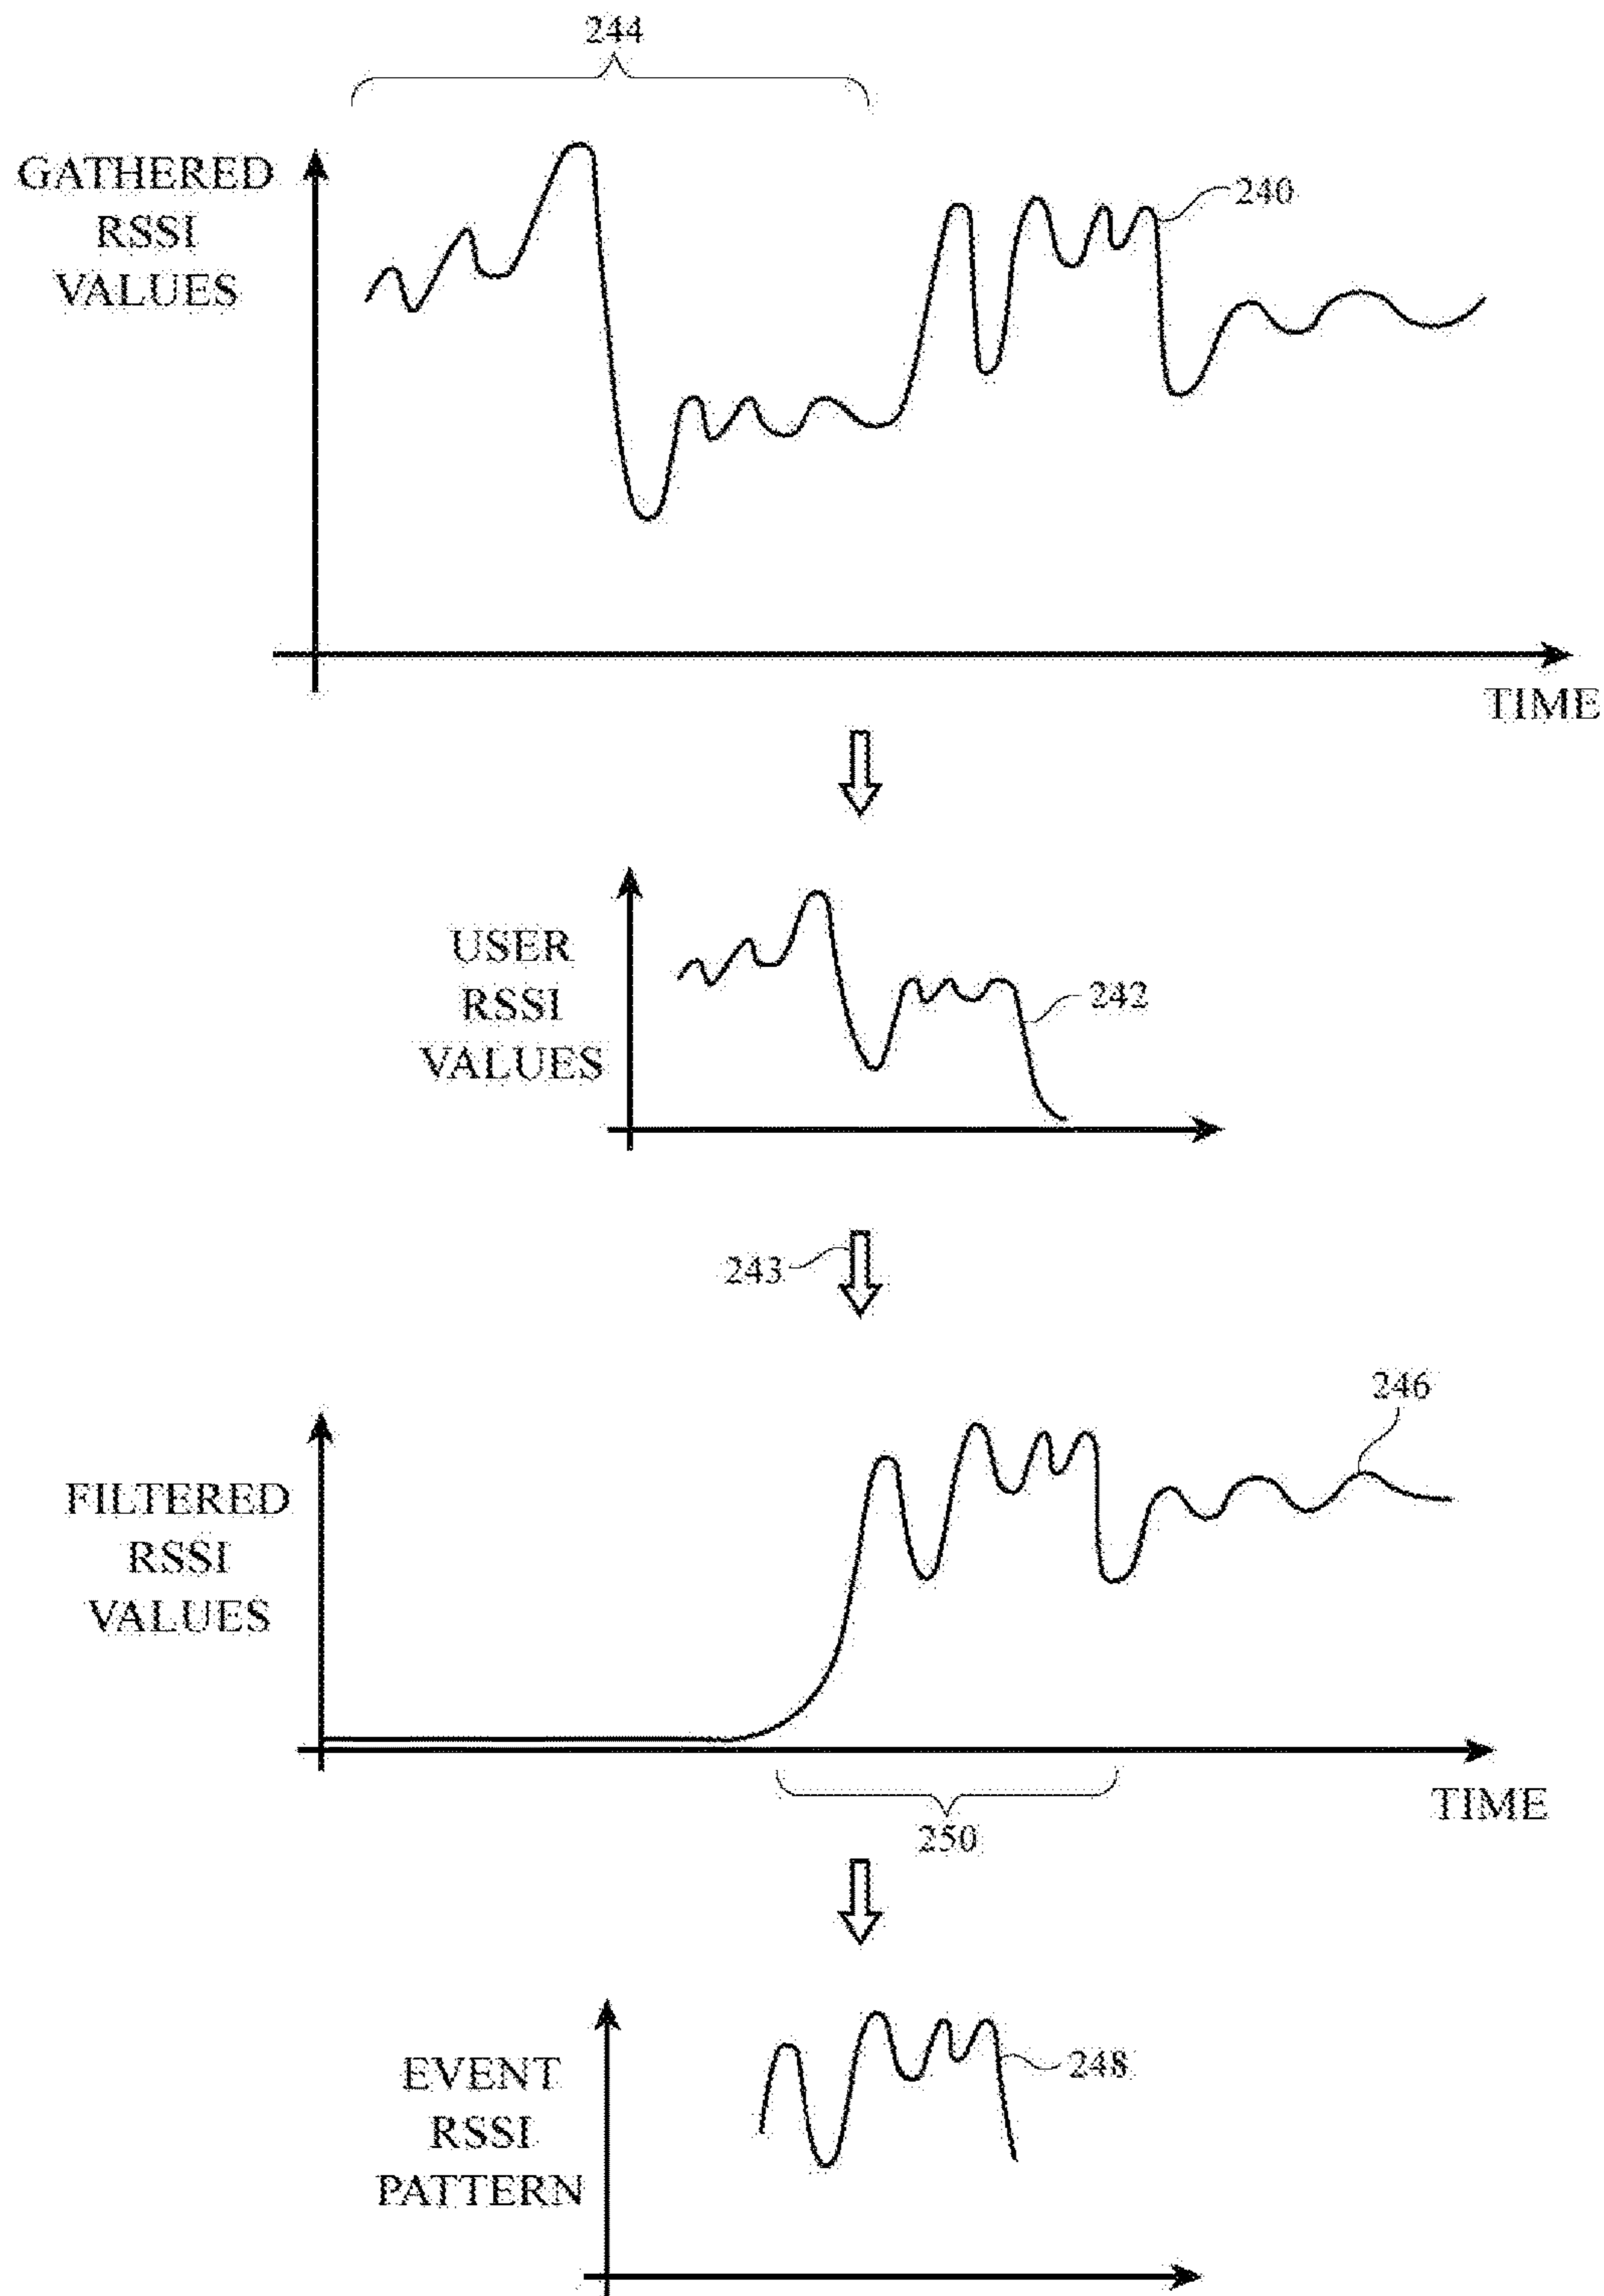 244
GATHERED
RSSI
VALUES
240
TIME
USER
RSSI
VALUES
242
243
246
FILTERED
RSSI
VALUES
TIME
250
EVENT
RSSI
PATTERN
248